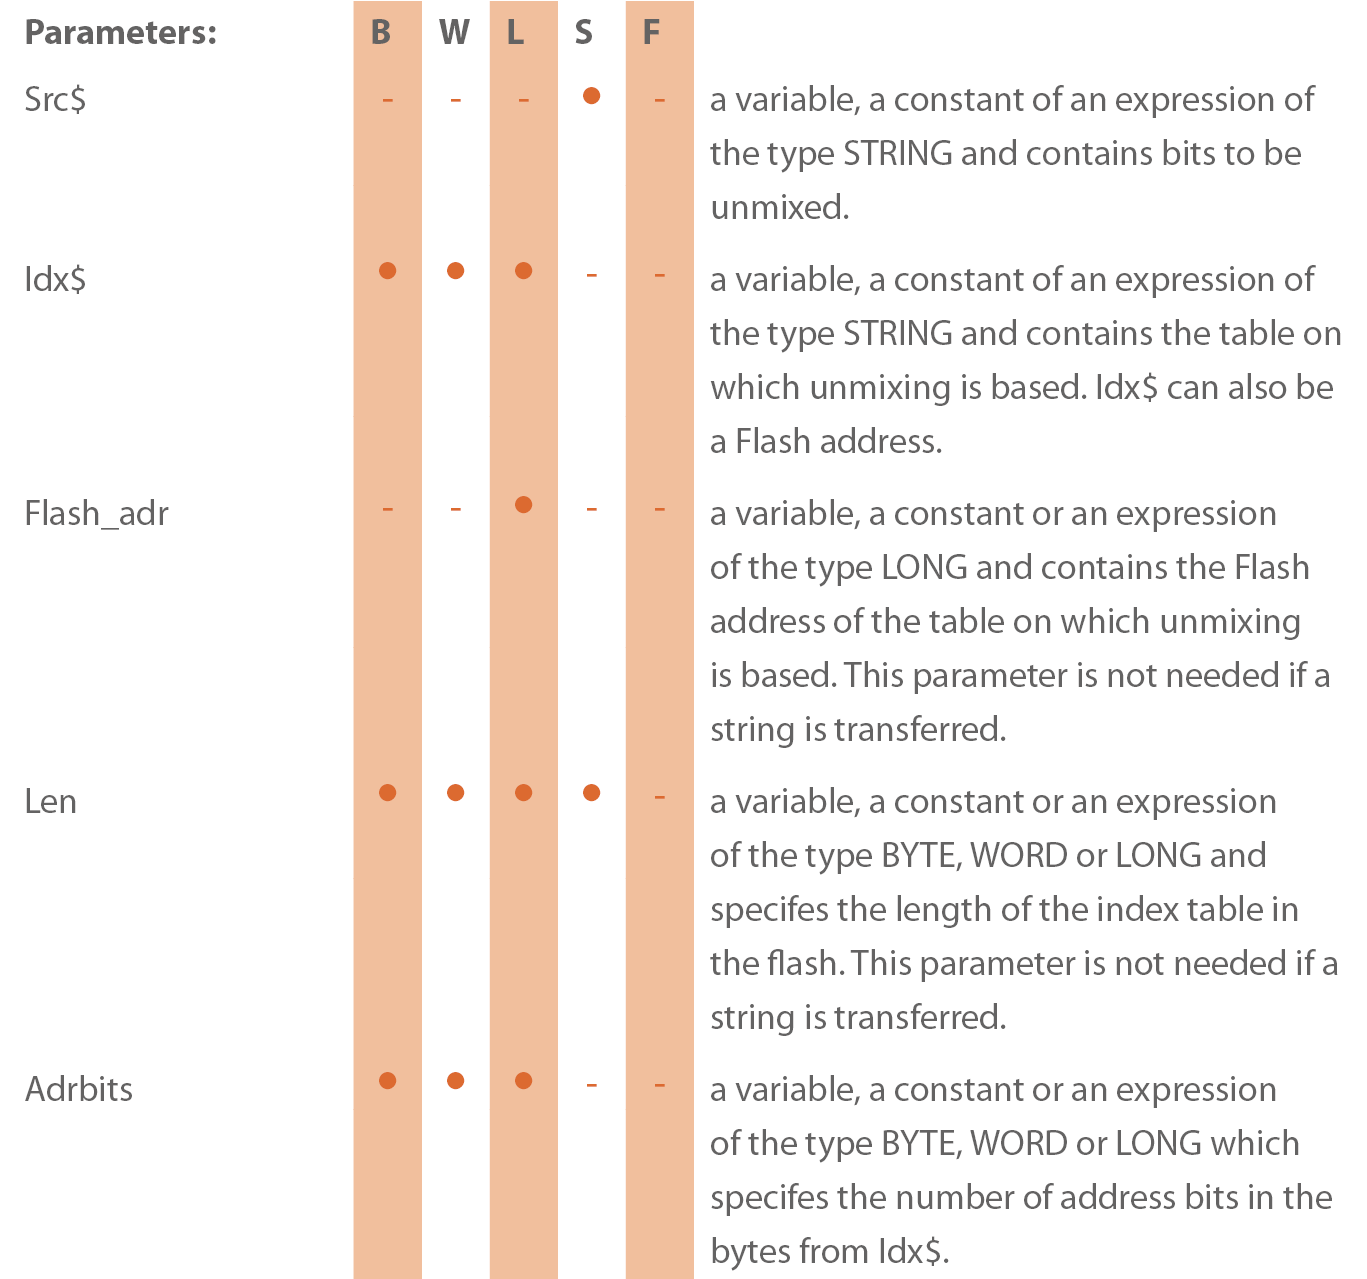 Parameters: B W L S F
Src$ - - - ● - a variable, a constant of an expression of
the type STRING and contains bits to be
unmixed.
Idx$ ● ● ● - - a variable, a constant of an expression of
the type STRING and contains the table on
which unmixing is based. Idx$ can also be
a Flash address.
Flash_adr - - ● - - a variable, a constant or an expression
of the type LONG and contains the Flash
address of the table on which unmixing
is based. This parameter is not needed if a
string is transferred.
Len ● ● ● ● - a variable, a constant or an expression
of the type BYTE, WORD or LONG and
specifes the length of the index table in
the flash. This parameter is not needed if a
string is transferred.
Adrbits ● ● ● - - a variable, a constant or an expression
of the type BYTE, WORD or LONG which
specifes the number of address bits in the
bytes from Idx$.